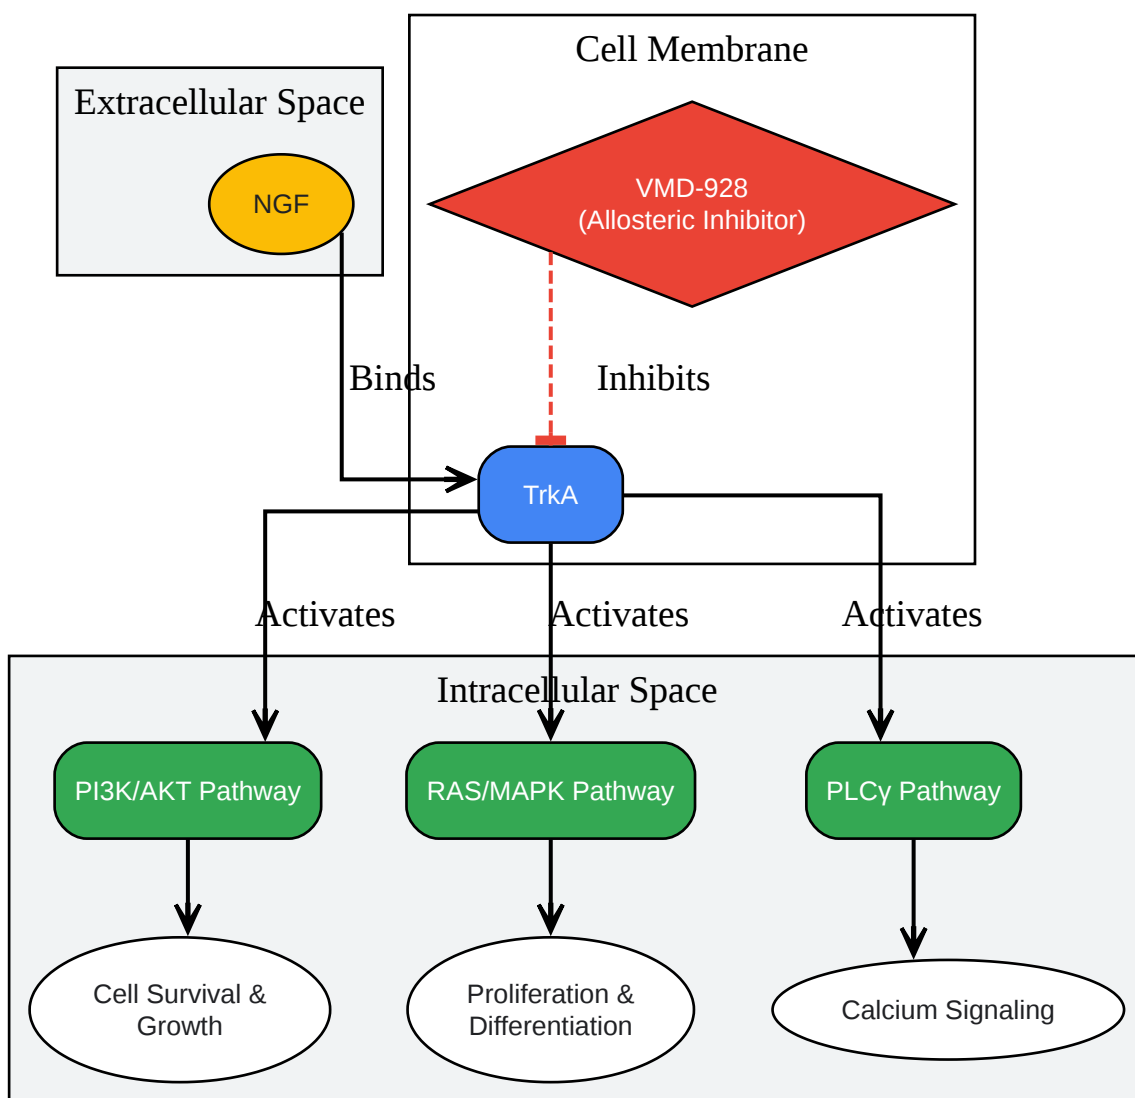 Cell Membrane
Extracellular Space
NGF
VMD-928
(Allosteric Inhibitor)
Binds
Inhibits
TrkA
Activates
Activates
Activates
Intracellular Space
PI3K/AKT Pathway
RAS/MAPK Pathway
PLCγ Pathway
Cell Survival &
Growth
Proliferation &
Differentiation
Calcium Signaling